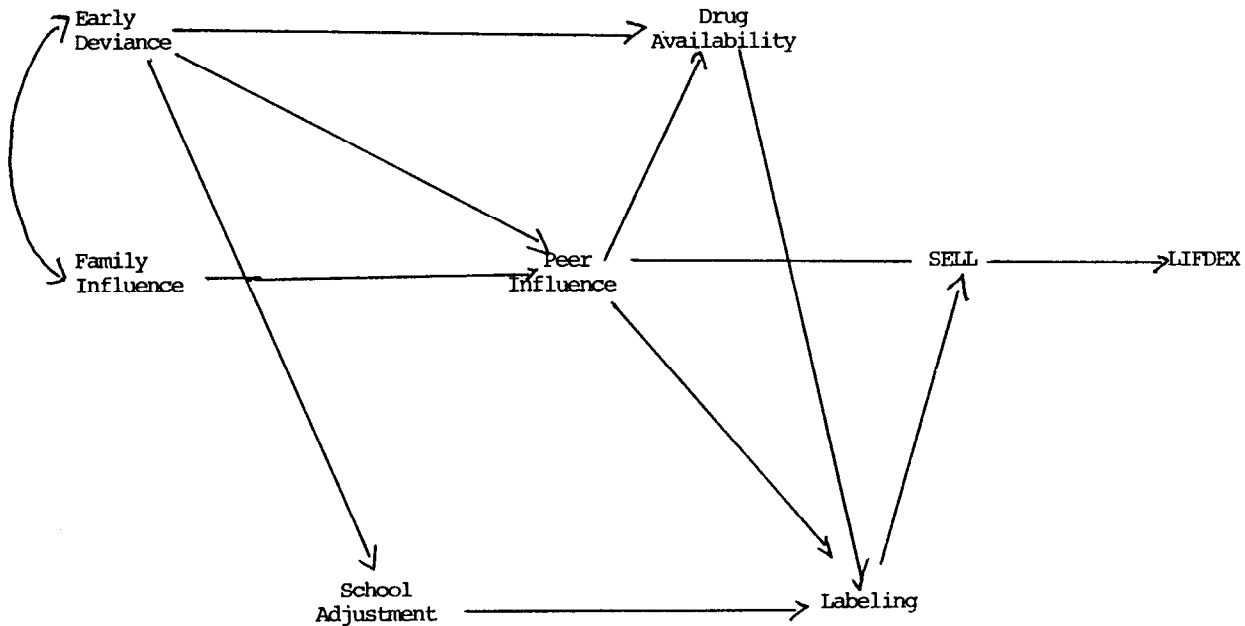 Early
Deviance
Drug
Availability
Family
Influence
Peer
Influence
SELL
LIFDEX
School
Adjustment
Labeling